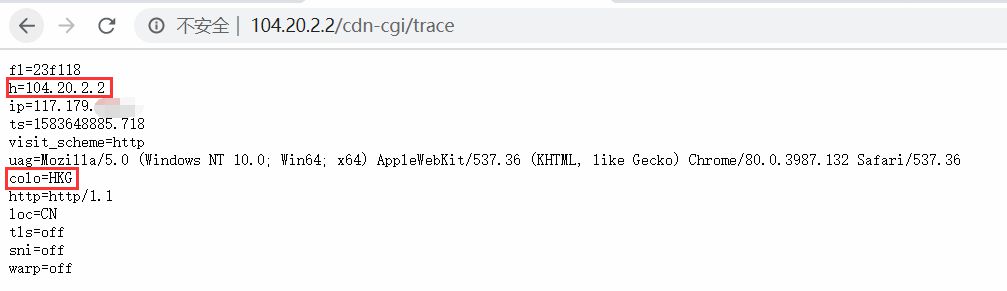 不安全 | 104.20.2.2/cdn-cgi/trace
fl=23f118
h=104.20.2.2
ip=117.179.
ts=1583648885.718
visit_scheme=http
uag=Mozilla/5.0 (Windows NT 10.0; Win64; x64) AppleWebKit/537.36 (KHTML, like Gecko) Chrome/80.0.3987.132 Safari/537.36
colo=HKG
http=http/1.1
loc=CN
tls=off
sni=off
warp=off